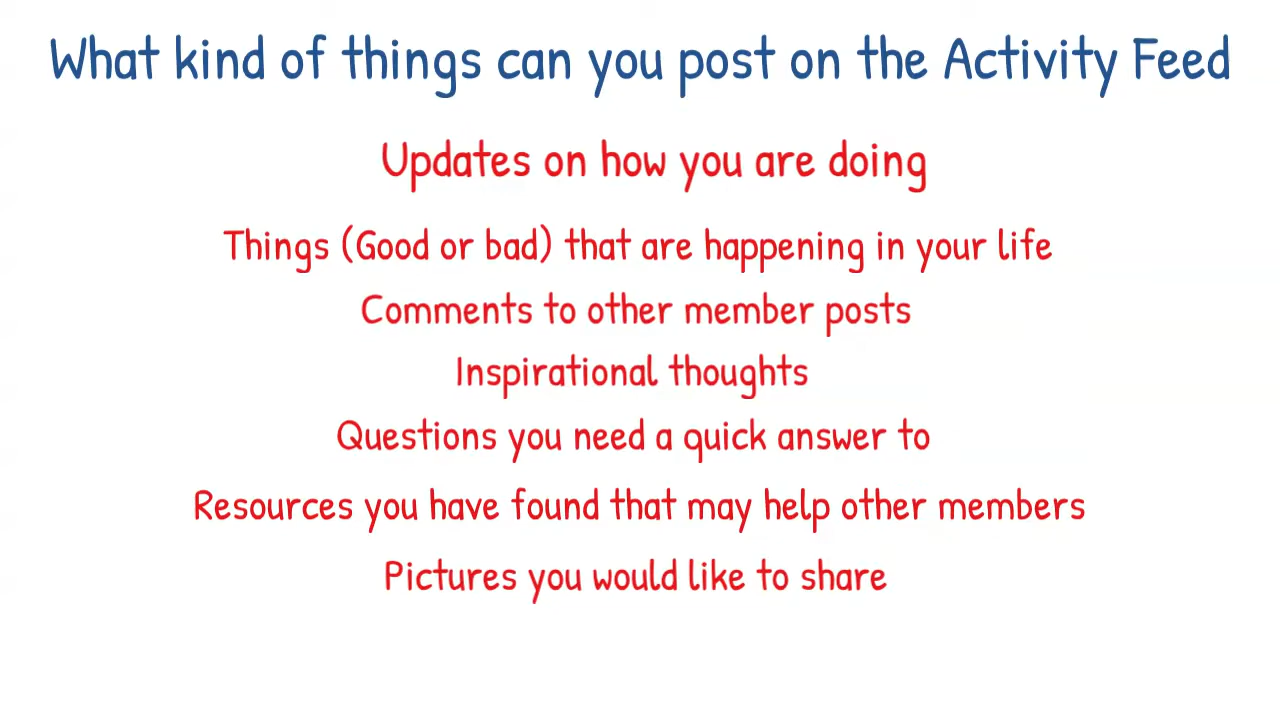 What kind of things can you post on the Activity Feed
Updates on how you are doing
Things (Good or bad) that are happening in your life
Comments to other member posts
Inspirational thoughts
Questions you need a quick answer to
Resources you have found that may help other members
Pictures you would like to share